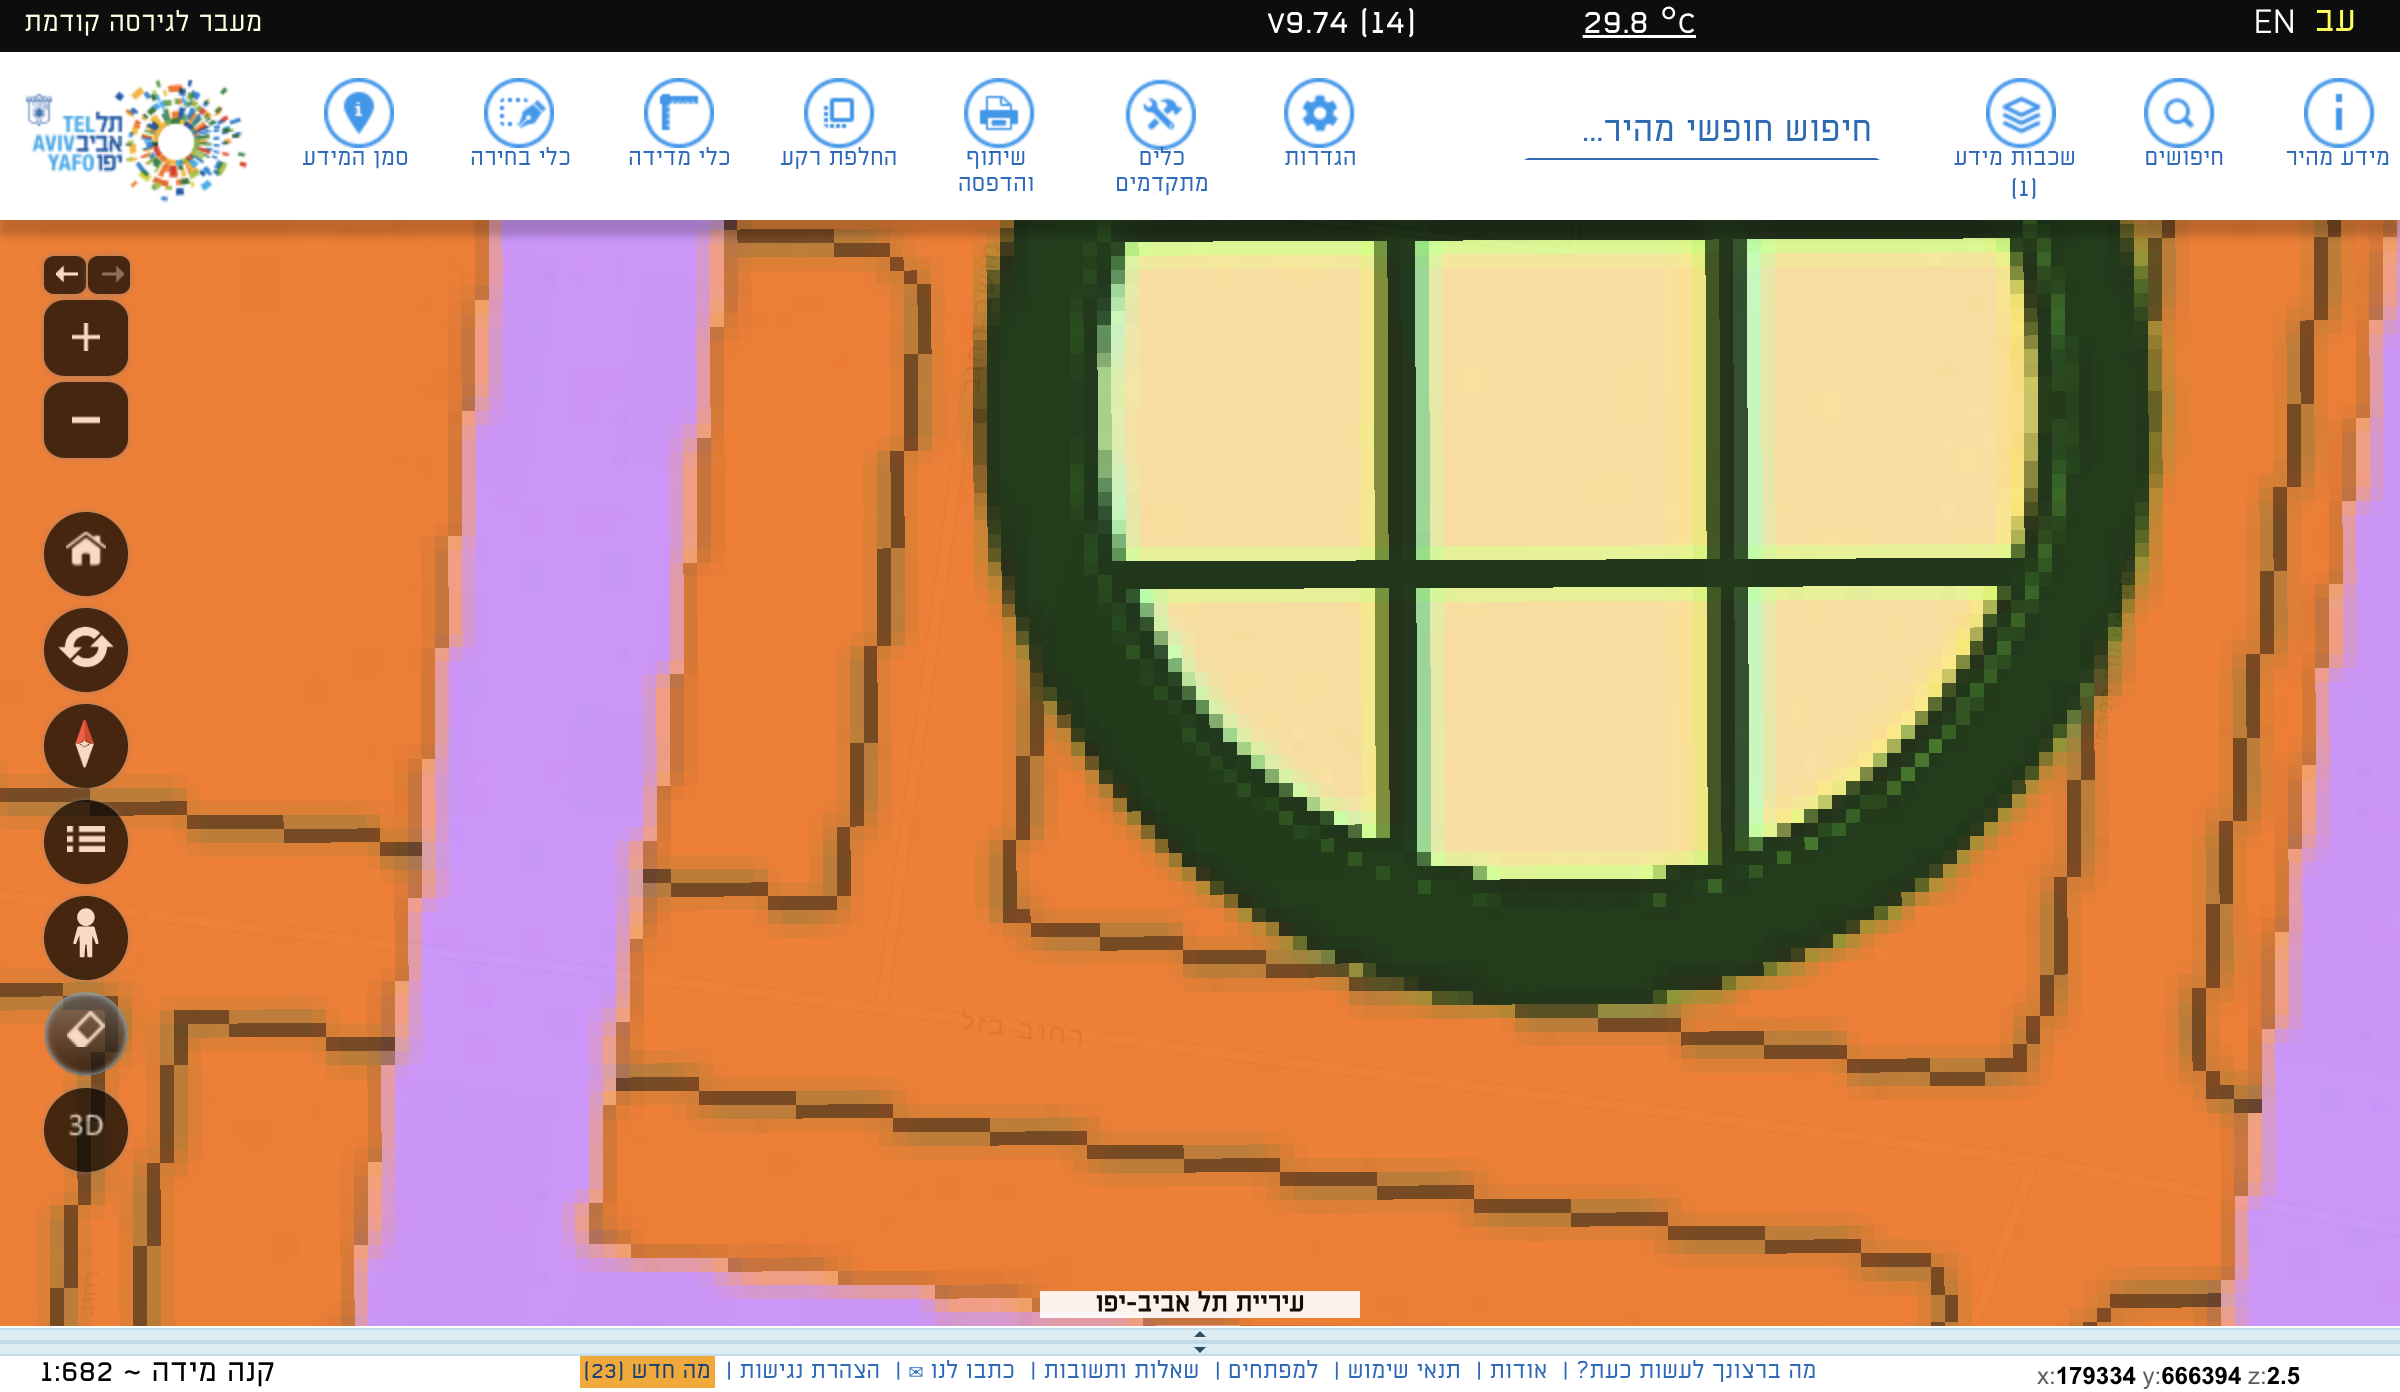 עב EN
29.8 °C
V9.74 (14)
מעבר לגירסה קודמת
מידע מהיר
חיפושים
שכבות מידע
(1)
חיפוש חופשי מהיר...
הגדרות
כלים
מתקדמים
שיתוף
והדפסה
החלפת רקע
כלי מדידה
כלי בחירה
סמן המידע
תל TEL
אביב AVIV
יפו YAFO
3D
רחוב בזל
רחוב
עיריית תל אביב-יפו
x:179334 y:666394 z:2.5
מה ברצונך לעשות כעת? | אודות | תנאי שימוש | למפתחים | שאלות ותשובות | כתבו לנו ✉ | הצהרת נגישות | מה חדש (23)
קנה מידה ~ 1:682